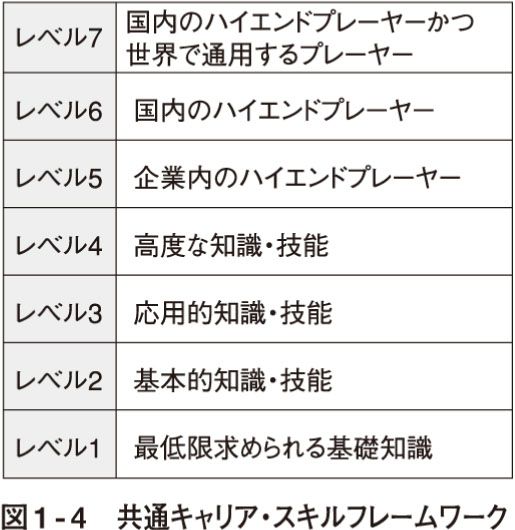 レベル7 国内のハイエンドプレーヤーかつ
世界で通用するプレーヤー
レベル6 国内のハイエンドプレーヤー
レベル5 企業内のハイエンドプレーヤー
レベル4 高度な知識・技能
レベル3 応用的知識・技能
レベル2 基本的知識・技能
レベル1 最低限求められる基礎知識
図1-4 共通キャリア・スキルフレームワーク